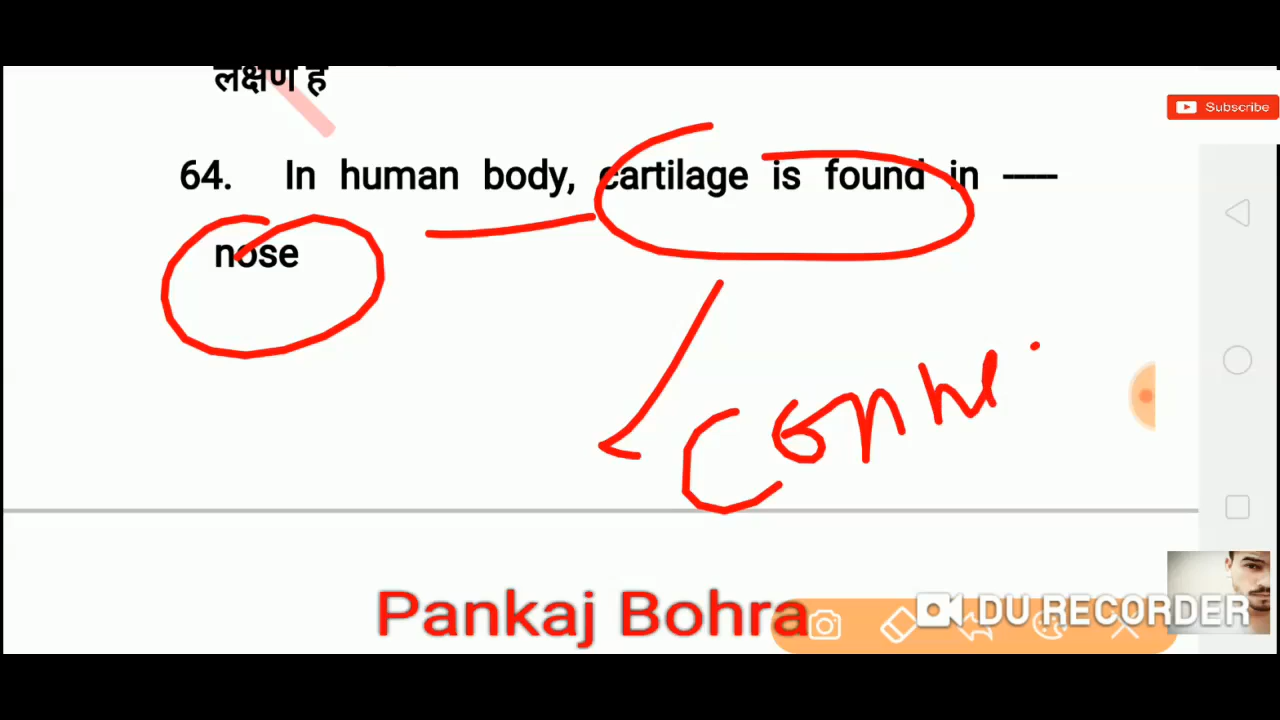 लक्षण है
Subscribe
64. In human body, cartilage is found in ——
nose
Pankaj Bohra
DU RECORDER